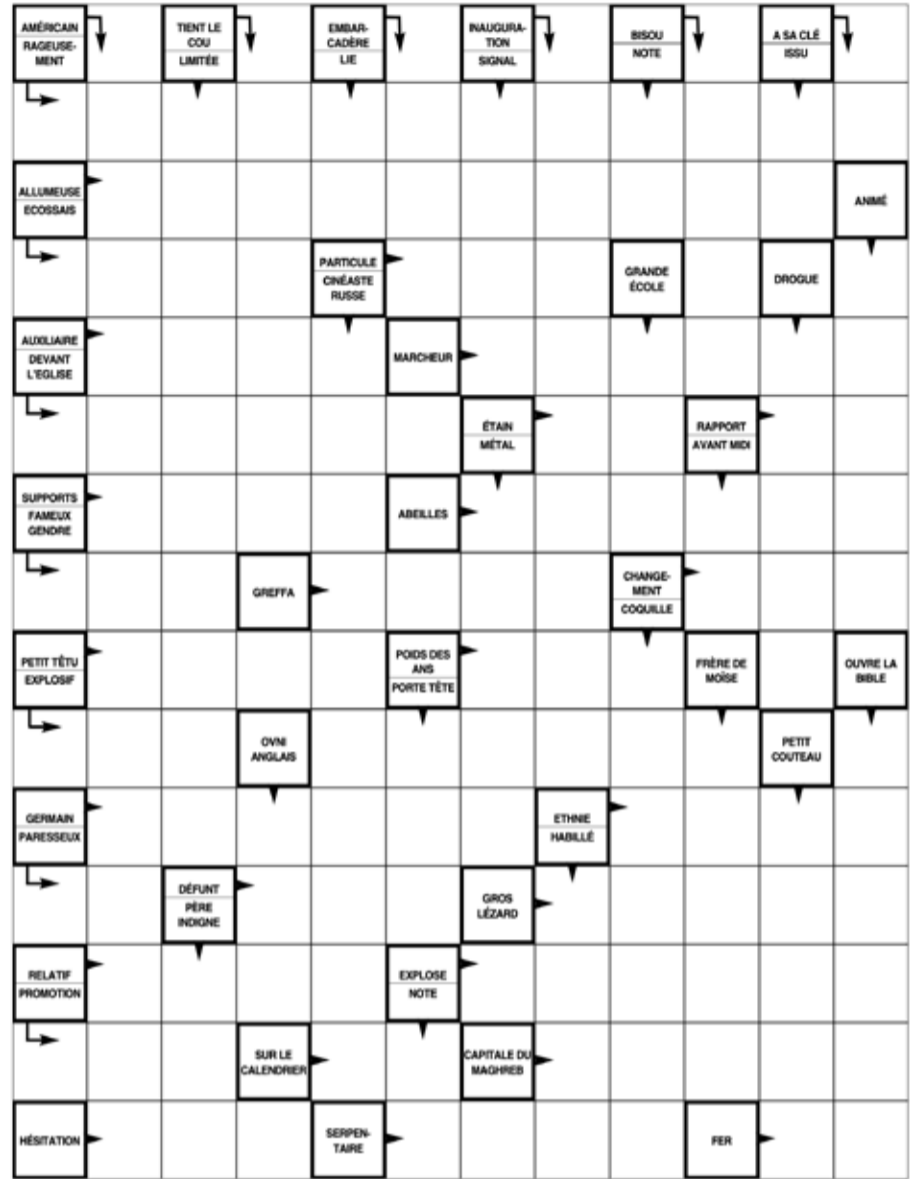 AMÉRICAIN
RAGEUSE-
MENT
TIENT LE
COU
LIMITÉE
EMBAR-
CADÈRE
LIE
INAUGURA-
TION
SIGNAL
BISOU
NOTE
A SA CLÉ
ISSU
ALLUMEUSE
ECOSSAIS
ANIMÉ
PARTICULE
CINÉASTE
RUSSE
GRANDE
ÉCOLE
DROGUE
AUXILIAIRE
DEVANT
L'EGLISE
MARCHEUR
ÉTAIN
MÉTAL
RAPPORT
AVANT MIDI
SUPPORTS
FAMEUX
GENDRE
ABEILLES
GREFFA
CHANGE-
MENT
COQUILLE
PETIT TÊTU
EXPLOSIF
POIDS DES
ANS
PORTE TÊTE
FRÈRE DE
MOÏSE
OUVRE LA
BIBLE
OVNI
ANGLAIS
PETIT
COUTEAU
GERMAIN
PARESSEUX
ETHNIE
HABILLÉ
DÉFUNT
PÈRE
INDIGNE
GROS
LÉZARD
RELATIF
PROMOTION
EXPLOSE
NOTE
SUR LE
CALENDRIER
CAPITALE DU
MAGHREB
HÉSITATION
SERPEN-
TAIRE
FER